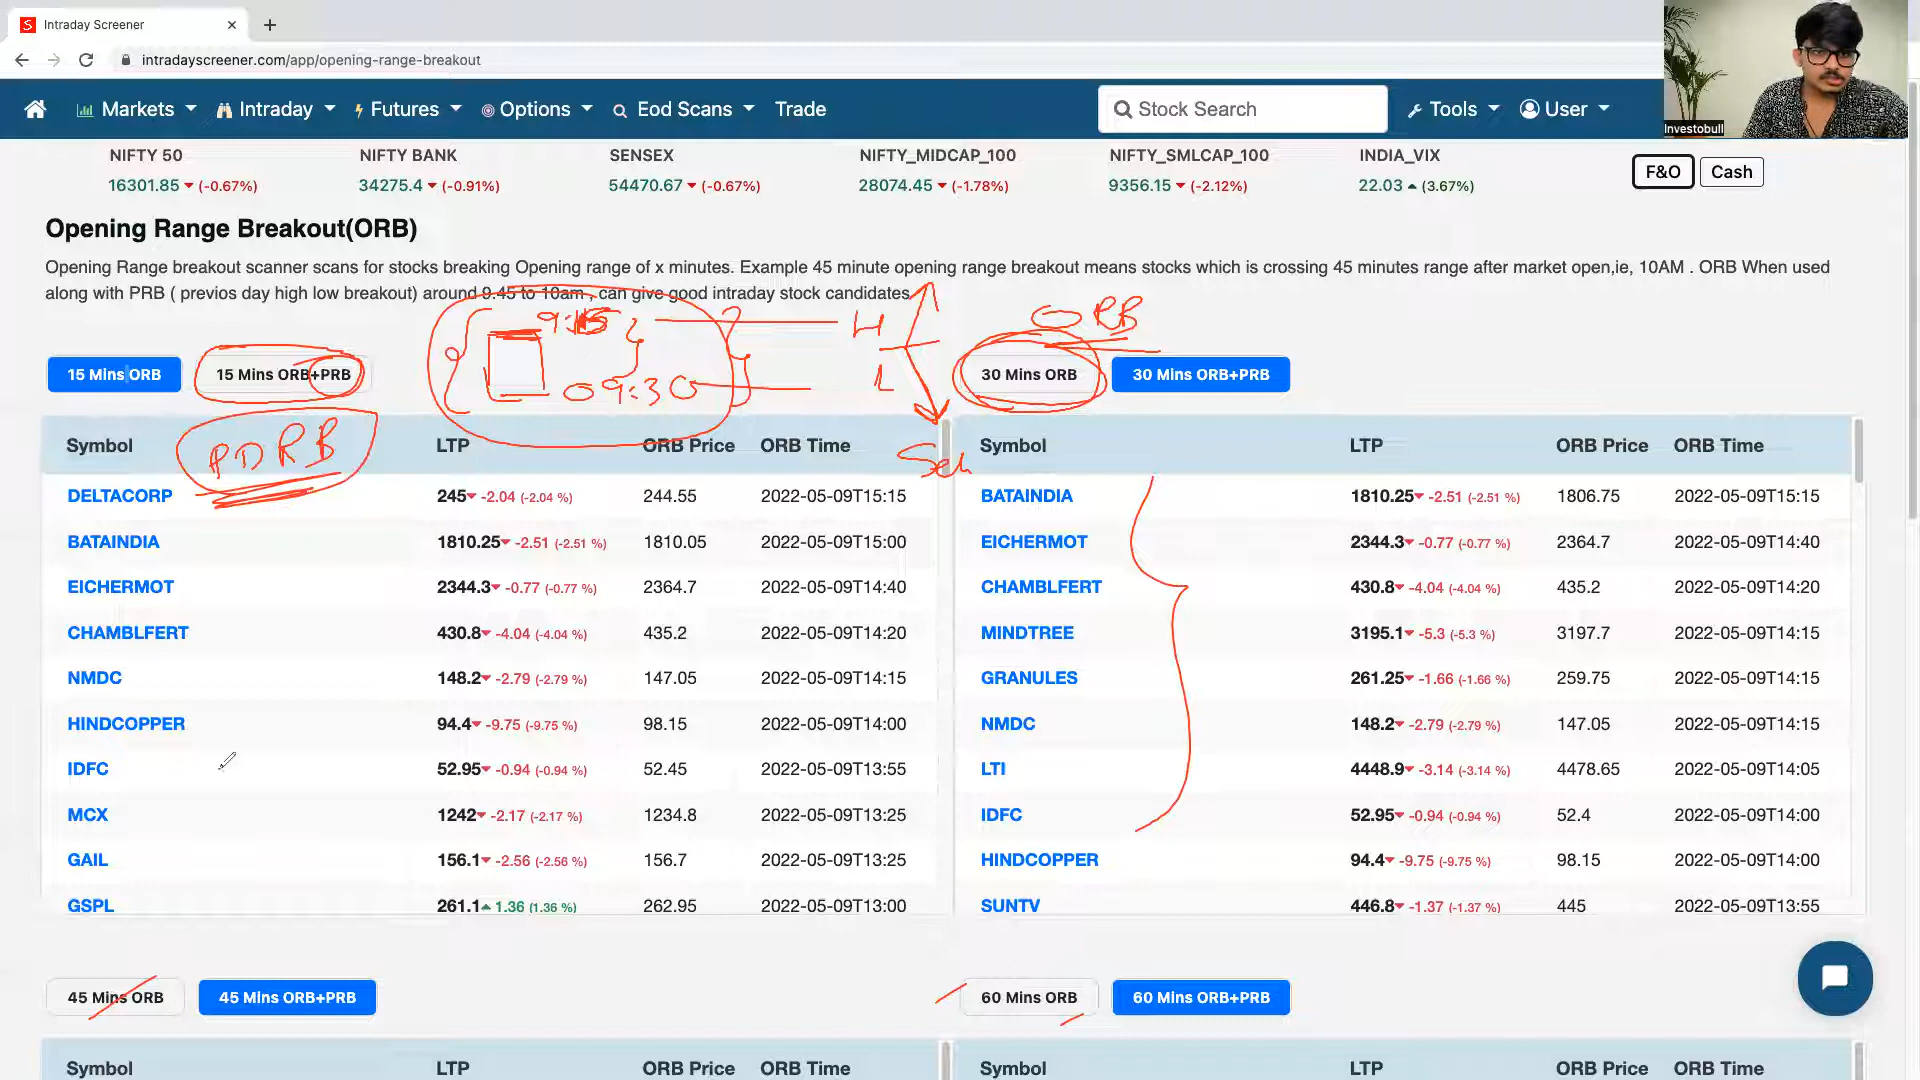 Intraday Screener
intradayscreener.com/app/opening-range-breakout
Markets Intraday Futures Options Eod Scans Trade Stock Search Tools User
Investobull
NIFTY 50 NIFTY BANK SENSEX NIFTY_MIDCAP_100 NIFTY_SMLCAP_100 INDIA_VIX
16301.85 (-0.67%) 34275.4 (-0.91%) 54470.67 (-0.67%) 28074.45 (-1.78%) 9356.15 (-2.12%) 22.03 (3.67%)
F&O Cash
Opening Range Breakout(ORB)
Opening Range breakout scanner scans for stocks breaking Opening range of x minutes. Example 45 minute opening range breakout means stocks which is crossing 45 minutes range after market open,ie, 10AM . ORB When used
along with PRB ( previos day high low breakout) around 9.45 to 10am , can give good intraday stock candidates
9:15 H ORB
15 Mins ORB 15 Mins ORB+PRB 09:30 L 30 Mins ORB 30 Mins ORB+PRB
PDRB
Symbol LTP ORB Price ORB Time
DELTACORP 245 -2.04 (-2.04 %) 244.55 2022-05-09T15:15
BATAINDIA 1810.25 -2.51 (-2.51 %) 1810.05 2022-05-09T15:00
EICHERMOT 2344.3 -0.77 (-0.77 %) 2364.7 2022-05-09T14:40
CHAMBLFERT 430.8 -4.04 (-4.04 %) 435.2 2022-05-09T14:20
NMDC 148.2 -2.79 (-2.79 %) 147.05 2022-05-09T14:15
HINDCOPPER 94.4 -9.75 (-9.75 %) 98.15 2022-05-09T14:00
IDFC 52.95 -0.94 (-0.94 %) 52.45 2022-05-09T13:55
MCX 1242 -2.17 (-2.17 %) 1234.8 2022-05-09T13:25
GAIL 156.1 -2.56 (-2.56 %) 156.7 2022-05-09T13:25
GSPL 261.1 1.36 (1.36 %) 262.95 2022-05-09T13:00
Symbol LTP ORB Price ORB Time
BATAINDIA 1810.25 -2.51 (-2.51 %) 1806.75 2022-05-09T15:15
EICHERMOT 2344.3 -0.77 (-0.77 %) 2364.7 2022-05-09T14:40
CHAMBLFERT 430.8 -4.04 (-4.04 %) 435.2 2022-05-09T14:20
MINDTREE 3195.1 -5.3 (-5.3 %) 3197.7 2022-05-09T14:15
GRANULES 261.25 -1.66 (-1.66 %) 259.75 2022-05-09T14:15
NMDC 148.2 -2.79 (-2.79 %) 147.05 2022-05-09T14:15
LTI 4448.9 -3.14 (-3.14 %) 4478.65 2022-05-09T14:05
IDFC 52.95 -0.94 (-0.94 %) 52.4 2022-05-09T14:00
HINDCOPPER 94.4 -9.75 (-9.75 %) 98.15 2022-05-09T14:00
SUNTV 446.8 -1.37 (-1.37 %) 445 2022-05-09T13:55
45 Mins ORB 45 Mins ORB+PRB 60 Mins ORB 60 Mins ORB+PRB
Symbol LTP ORB Price ORB Time Symbol LTP ORB Price ORB Time